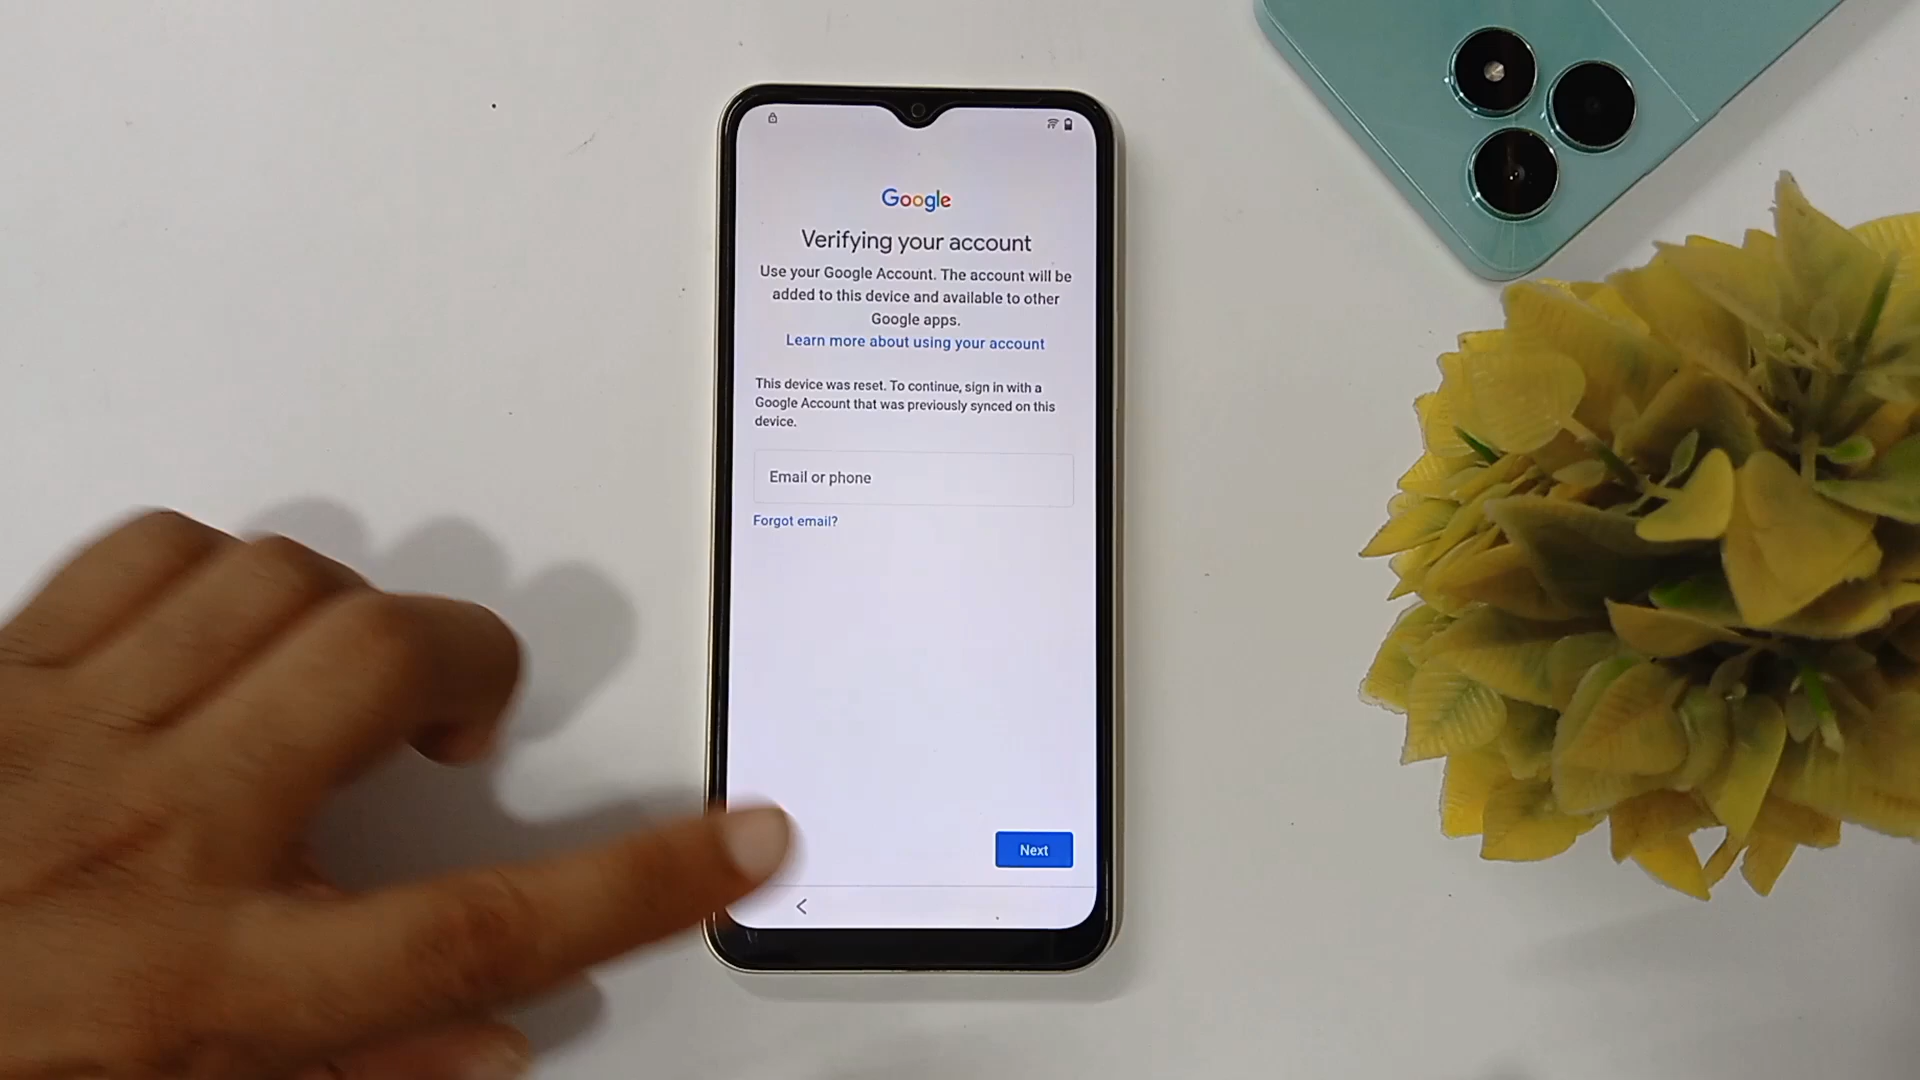 Google
Verifying your account
Use your Google Account. The account will be
added to this device and available to other
Google apps.
Learn more about using your account
This device was reset. To continue, sign in with a
Google Account that was previously synced on this
device.
Email or phone
Forgot email?
Next